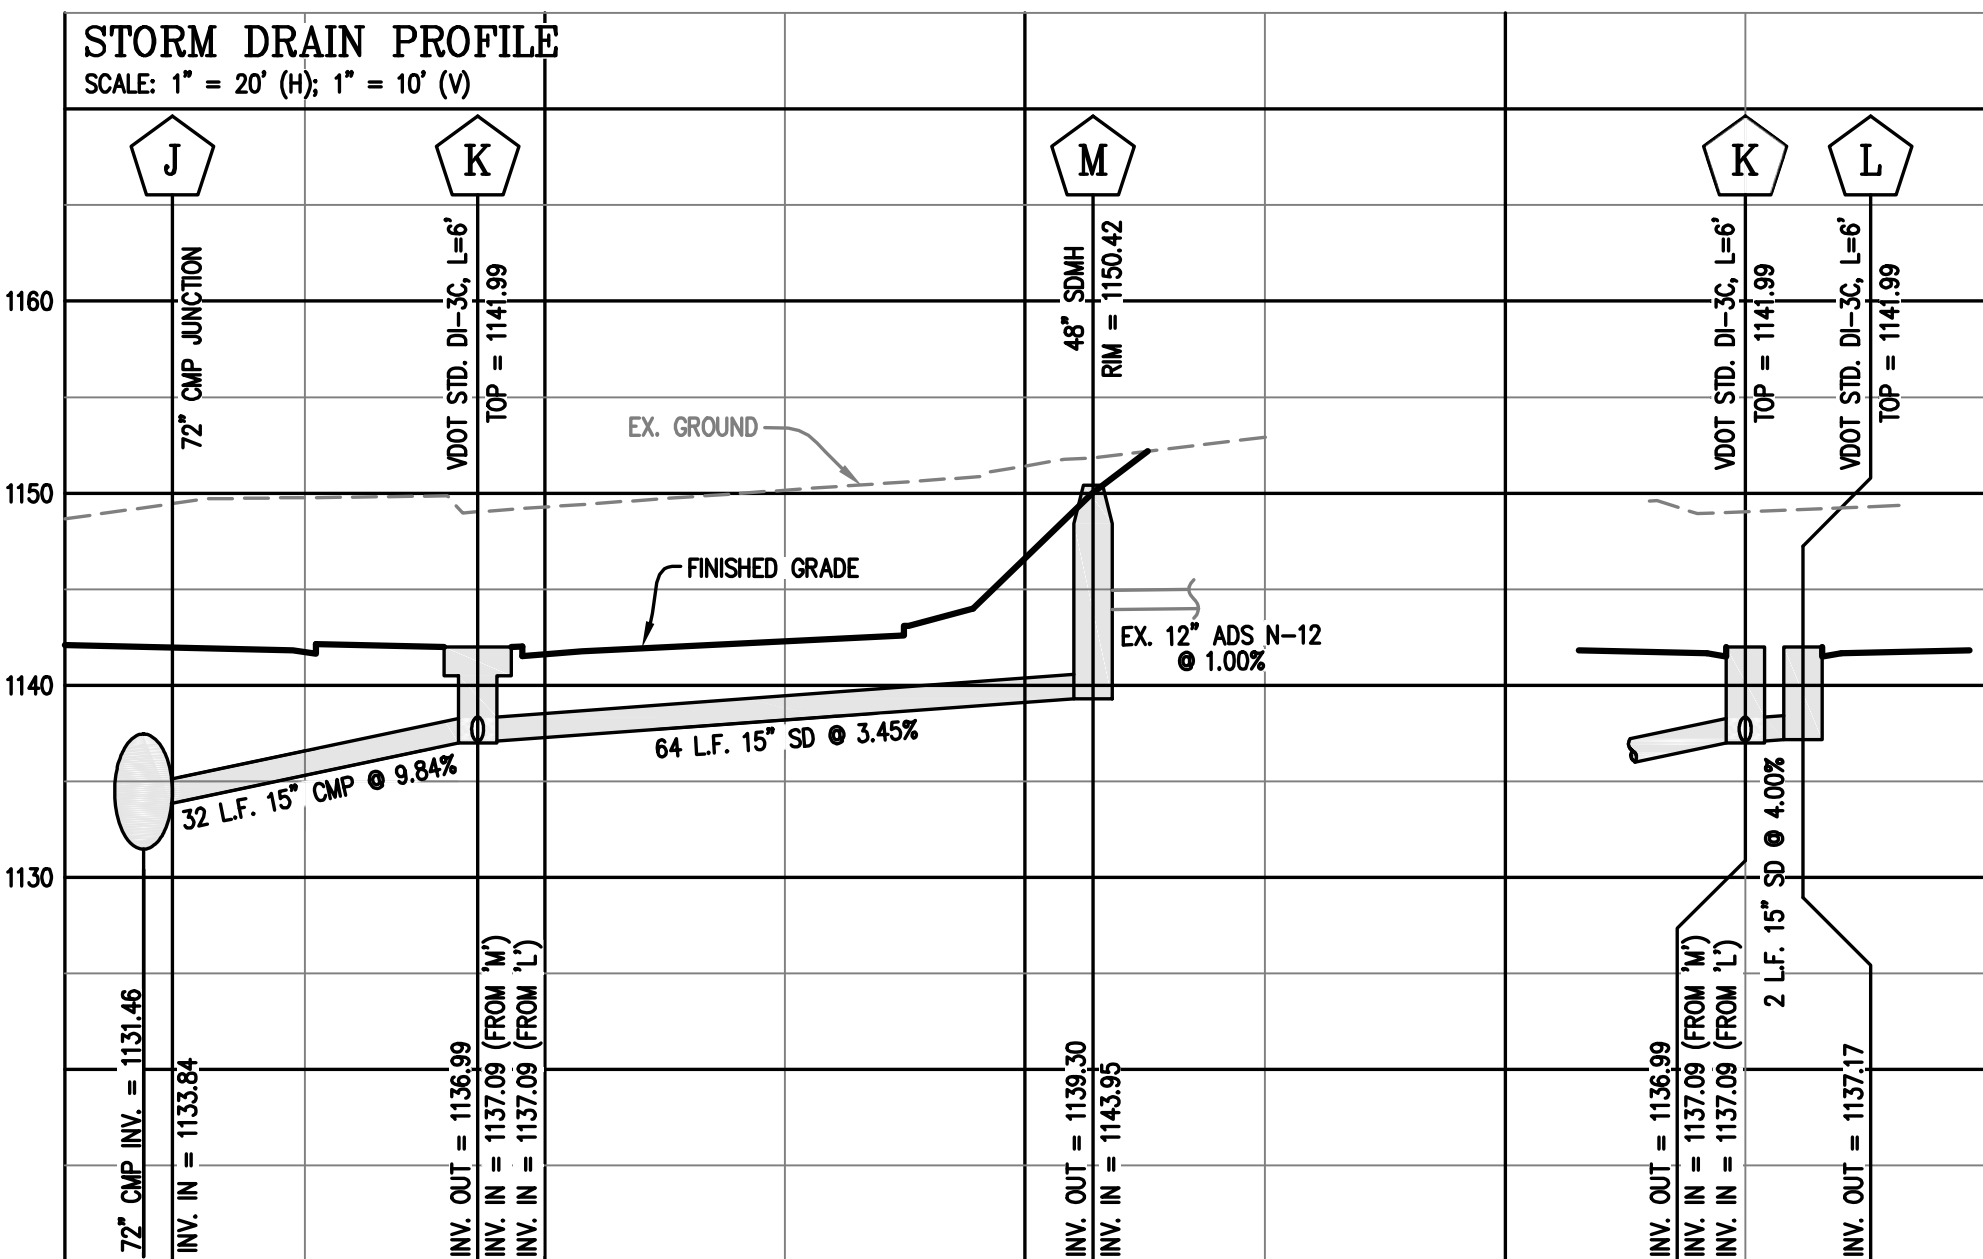 STORM DRAIN PROFILE
SCALE: 1" = 20' (H); 1" = 10' (V)
J
K
M
K
L
72" CMP JUNCTION
VDOT STD. DI-3C, L=6'
TOP = 1141.99
48" SDMH
RIM = 1150.42
VDOT STD. DI-3C, L=6'
TOP = 1141.99
VDOT STD. DI-3C, L=6'
TOP = 1141.99
1160
1150
1140
1130
EX. GROUND
FINISHED GRADE
EX. 12" ADS N-12
@ 1.00%
64 L.F. 15" SD @ 3.45%
32 L.F. 15" CMP @ 9.84%
2 L.F. 15" SD @ 4.00%
72" CMP INV. = 1131.46
INV. IN = 1133.84
INV. OUT = 1136.99
INV. IN = 1137.09 (FROM 'M')
INV. IN = 1137.09 (FROM 'L')
INV. OUT = 1139.30
INV. IN = 1143.95
INV. OUT = 1136.99
INV. IN = 1137.09 (FROM 'M')
INV. IN = 1137.09 (FROM 'L')
INV. OUT = 1137.17